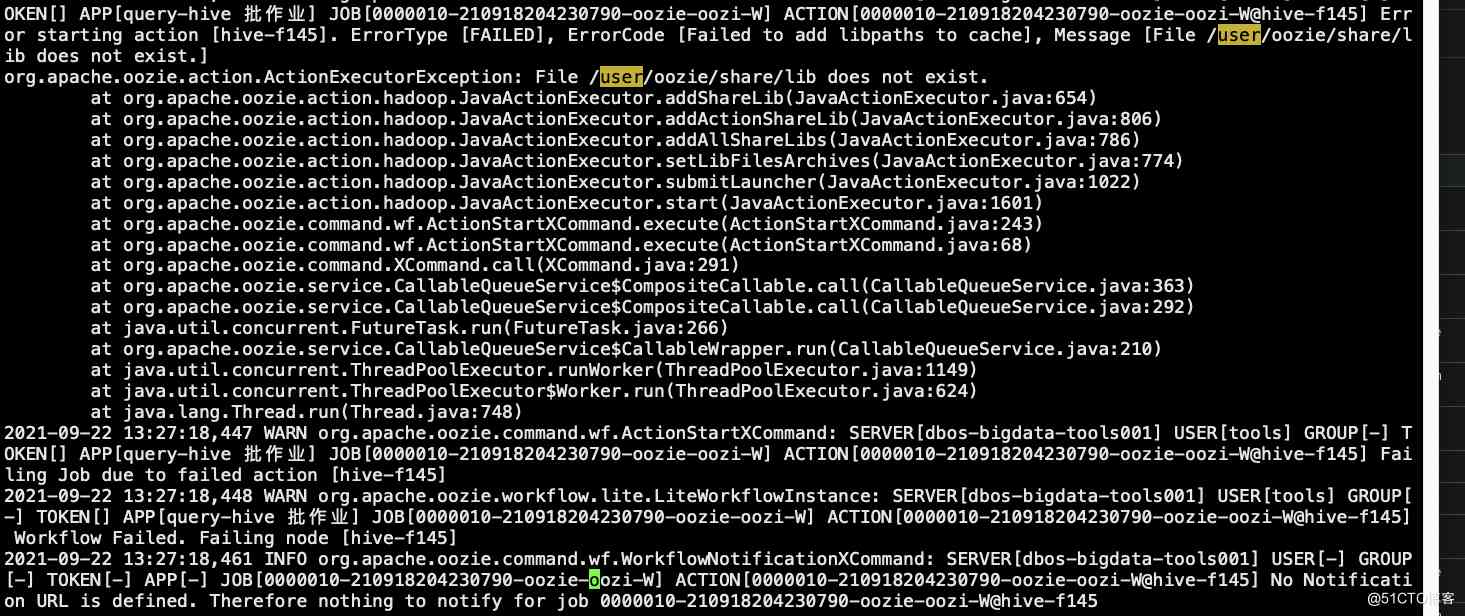 OKEN[] APP[query-hive 批作业] JOB[0000010-210918204230790-oozie-oozi-W] ACTION[0000010-210918204230790-oozie-oozi-W@hive-f145] Err
or starting action [hive-f145]. ErrorType [FAILED], ErrorCode [Failed to add libpaths to cache], Message [File /user/oozie/share/l
ib does not exist.]
org.apache.oozie.action.ActionExecutorException: File /user/oozie/share/lib does not exist.
        at org.apache.oozie.action.hadoop.JavaActionExecutor.addShareLib(JavaActionExecutor.java:654)
        at org.apache.oozie.action.hadoop.JavaActionExecutor.addActionShareLib(JavaActionExecutor.java:806)
        at org.apache.oozie.action.hadoop.JavaActionExecutor.addAllShareLibs(JavaActionExecutor.java:786)
        at org.apache.oozie.action.hadoop.JavaActionExecutor.setLibFilesArchives(JavaActionExecutor.java:774)
        at org.apache.oozie.action.hadoop.JavaActionExecutor.submitLauncher(JavaActionExecutor.java:1022)
        at org.apache.oozie.action.hadoop.JavaActionExecutor.start(JavaActionExecutor.java:1601)
        at org.apache.oozie.command.wf.ActionStartXCommand.execute(ActionStartXCommand.java:243)
        at org.apache.oozie.command.wf.ActionStartXCommand.execute(ActionStartXCommand.java:68)
        at org.apache.oozie.command.XCommand.call(XCommand.java:291)
        at org.apache.oozie.service.CallableQueueService$CompositeCallable.call(CallableQueueService.java:363)
        at org.apache.oozie.service.CallableQueueService$CompositeCallable.call(CallableQueueService.java:292)
        at java.util.concurrent.FutureTask.run(FutureTask.java:266)
        at org.apache.oozie.service.CallableQueueService$CallableWrapper.run(CallableQueueService.java:210)
        at java.util.concurrent.ThreadPoolExecutor.runWorker(ThreadPoolExecutor.java:1149)
        at java.util.concurrent.ThreadPoolExecutor$Worker.run(ThreadPoolExecutor.java:624)
        at java.lang.Thread.run(Thread.java:748)
2021-09-22 13:27:18,447 WARN org.apache.oozie.command.wf.ActionStartXCommand: SERVER[dbos-bigdata-tools001] USER[tools] GROUP[-] T
OKEN[] APP[query-hive 批作业] JOB[0000010-210918204230790-oozie-oozi-W] ACTION[0000010-210918204230790-oozie-oozi-W@hive-f145] Fai
ling Job due to failed action [hive-f145]
2021-09-22 13:27:18,448 WARN org.apache.oozie.workflow.lite.LiteWorkflowInstance: SERVER[dbos-bigdata-tools001] USER[tools] GROUP[
-] TOKEN[] APP[query-hive 批作业] JOB[0000010-210918204230790-oozie-oozi-W] ACTION[0000010-210918204230790-oozie-oozi-W@hive-f145]
 Workflow Failed. Failing node [hive-f145]
2021-09-22 13:27:18,461 INFO org.apache.oozie.command.wf.WorkflowNotificationXCommand: SERVER[dbos-bigdata-tools001] USER[-] GROUP
[-] TOKEN[-] APP[-] JOB[0000010-210918204230790-oozie-oozi-W] ACTION[0000010-210918204230790-oozie-oozi-W@hive-f145] No Notificati
on URL is defined. Therefore nothing to notify for job 0000010-210918204230790-oozie-oozi-W@hive-f145
@51CTO博客